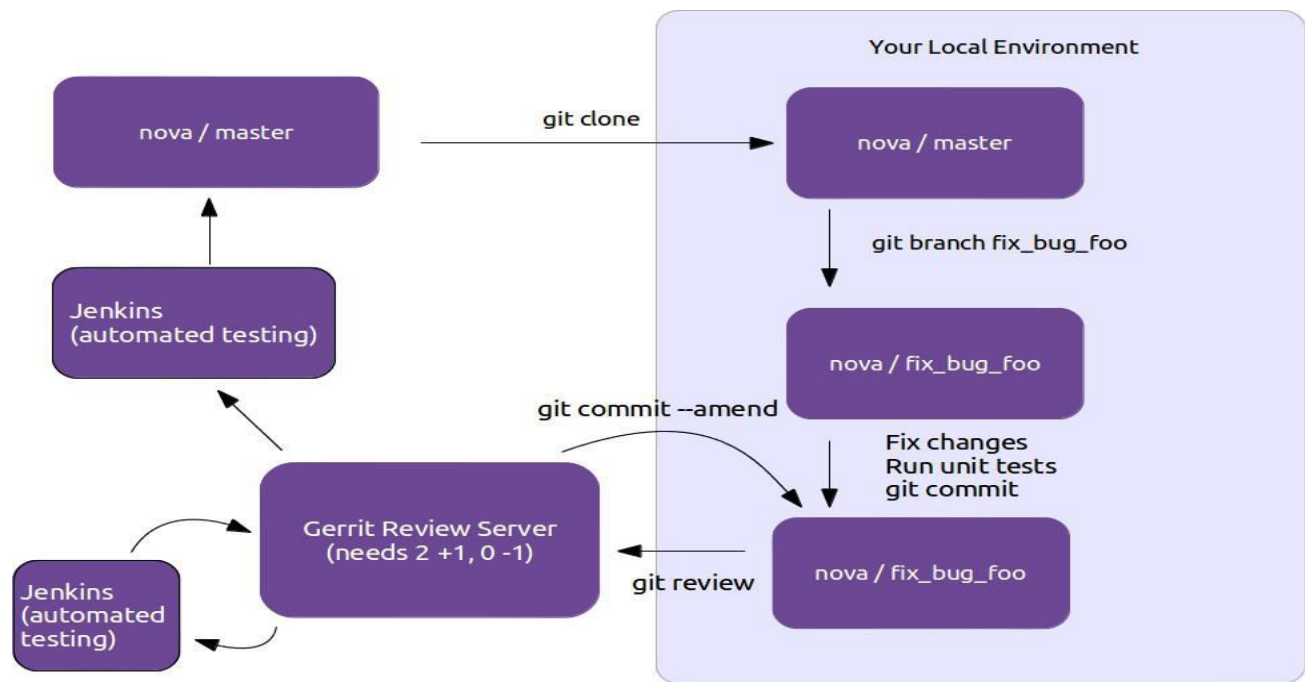 Your Local Environment
nova / master
git clone
nova / master
git branch fix_bug_foo
Jenkins
(automated testing)
nova / fix_bug_foo
git commit --amend
Fix changes
Run unit tests
git commit
Gerrit Review Server
(needs 2 +1, 0 -1)
git review
nova / fix_bug_foo
Jenkins
(automated
testing)